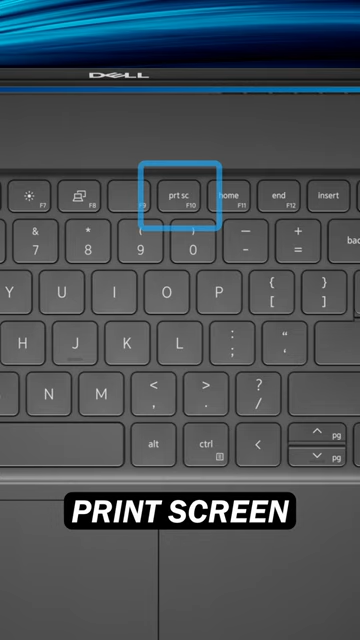 DELL
F7
F8
F9
prt sc
F10
home
F11
end
F12
insert
&
7
*
8
(
9
)
0
—
-
+
=
bac
Y
U
I
O
P
{
[
}
]
H
J
K
L
:
;
“
‘
N
M
<
,
>
.
?
/
alt
ctrl
<
^ pg
v pg
PRINT SCREEN